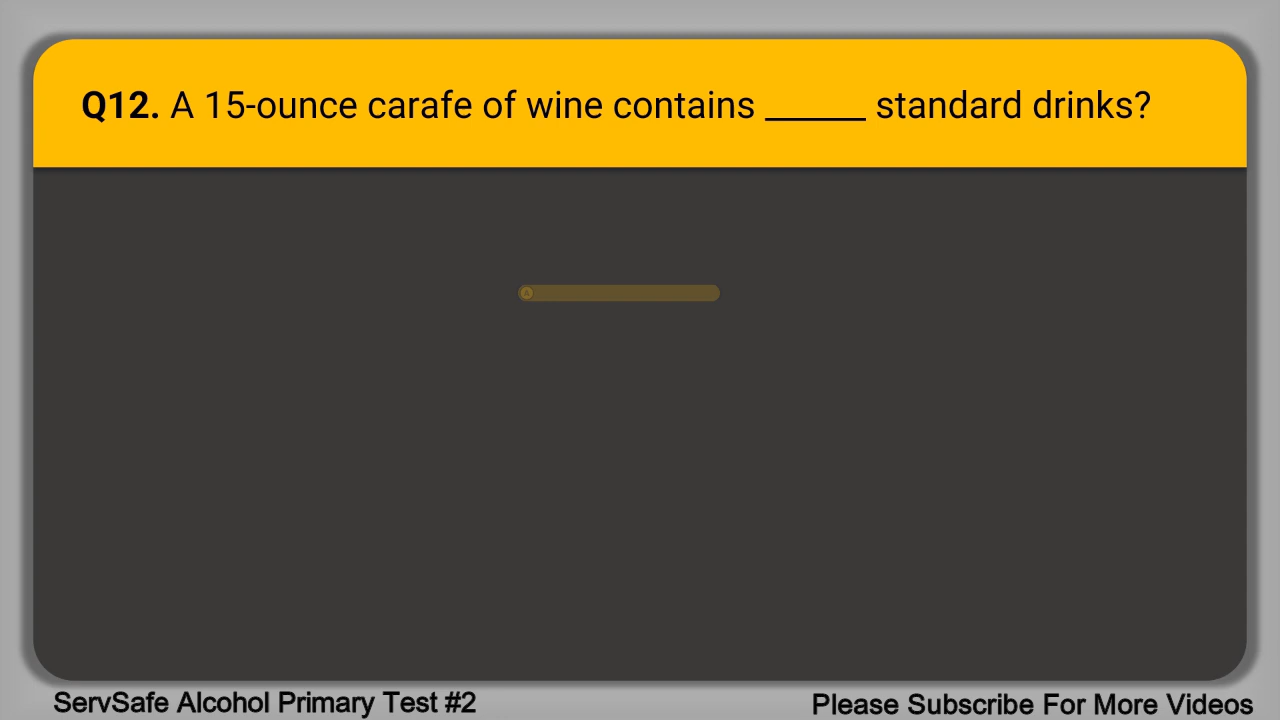 Q12. A 15-ounce carafe of wine contains ______ standard drinks?
A
ServSafe Alcohol Primary Test #2
Please Subscribe For More Videos